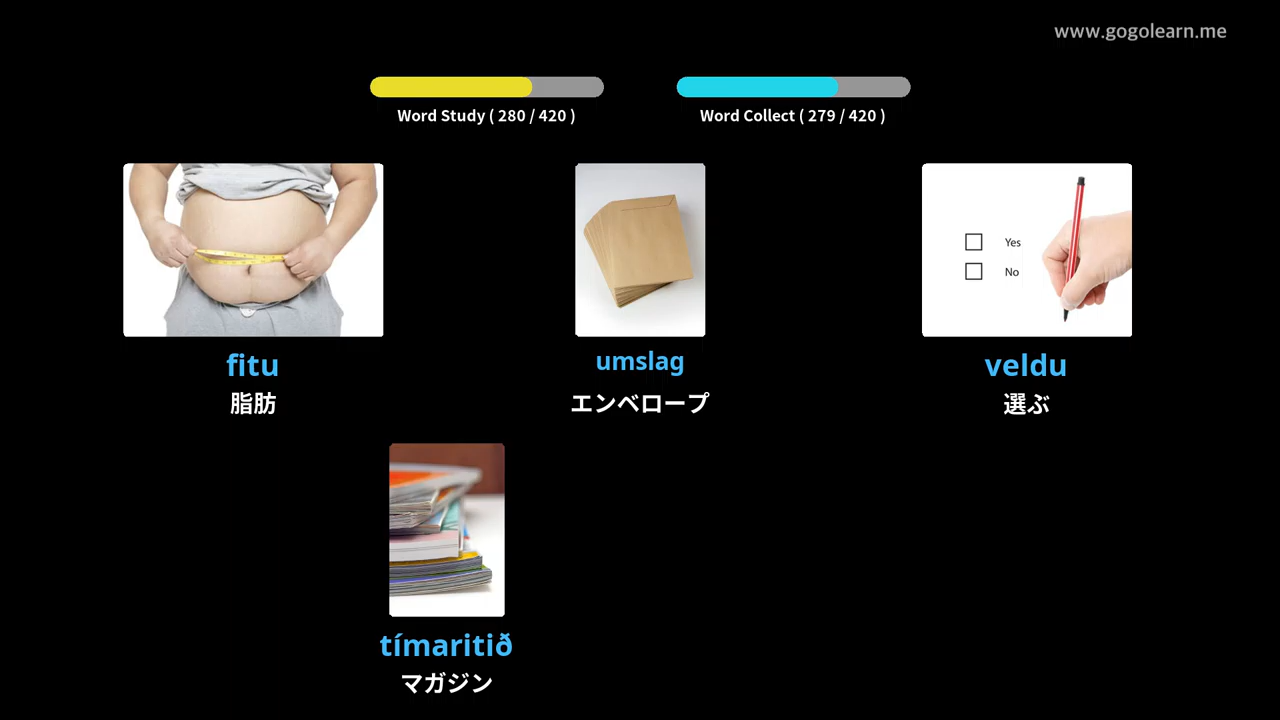 www.gogolearn.me
Word Study ( 280 / 420 )
Word Collect ( 279 / 420 )
Yes
No
fitu
脂肪
umslag
エンベロープ
veldu
選ぶ
tímaritið
マガジン